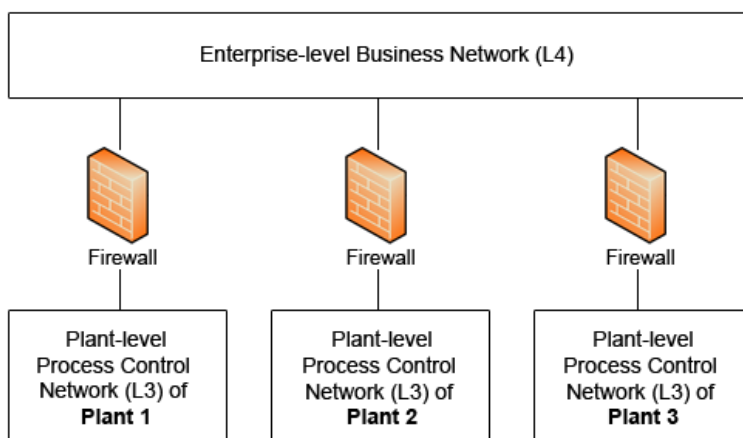 Enterprise-level Business Network (L4)
Firewall
Firewall
Firewall
Plant-level
Process Control
Network (L3) of
Plant 1
Plant-level
Process Control
Network (L3) of
Plant 2
Plant-level
Process Control
Network (L3) of
Plant 3